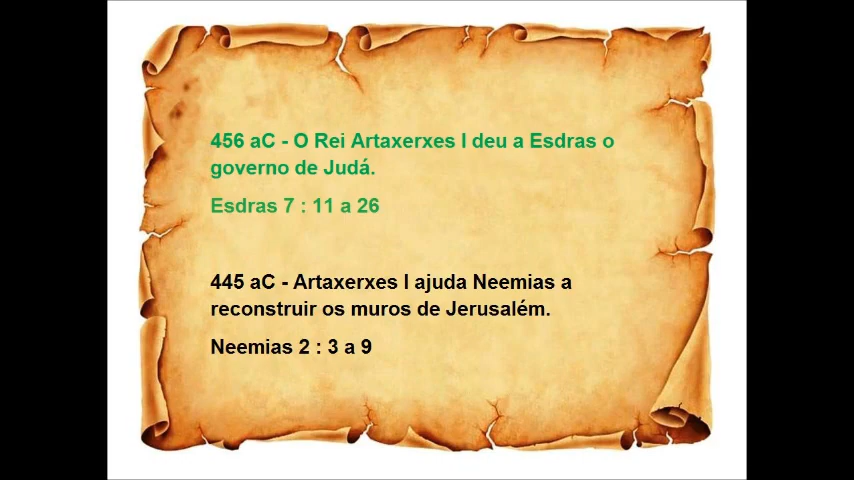 456 aC - O Rei Artaxerxes I deu a Esdras o
governo de Judá.
Esdras 7 : 11 a 26
445 aC - Artaxerxes I ajuda Neemias a
reconstruir os muros de Jerusalém.
Neemias 2 : 3 a 9